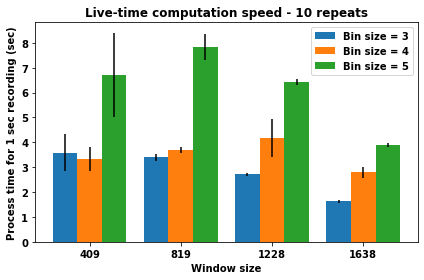 Live-time computation speed - 10 repeats
Process time for 1 sec recording (sec)
8
7
6
5
4
3
2
1
0
Bin size = 3
Bin size = 4
Bin size = 5
409 819 1228 1638
Window size